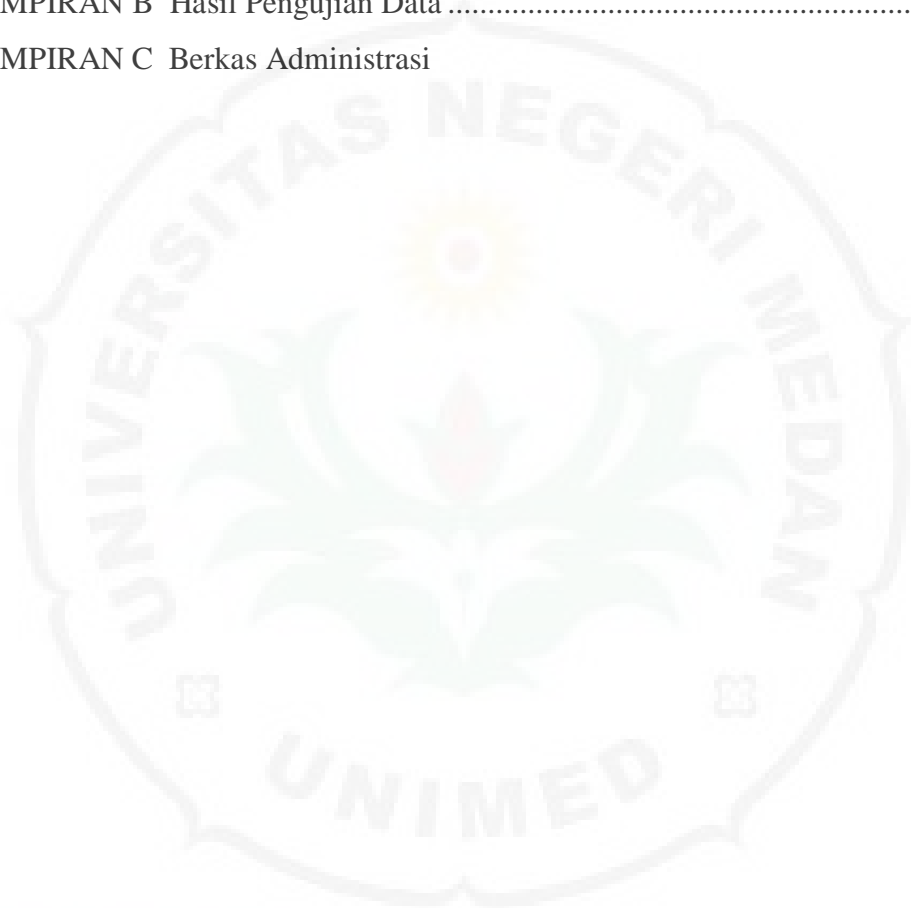 MPIRAN B Hasil Pengujian Data ..........................................................
MPIRAN C Berkas Administrasi
UNIVERSITAS NEGERI MEDAN
UNIMED